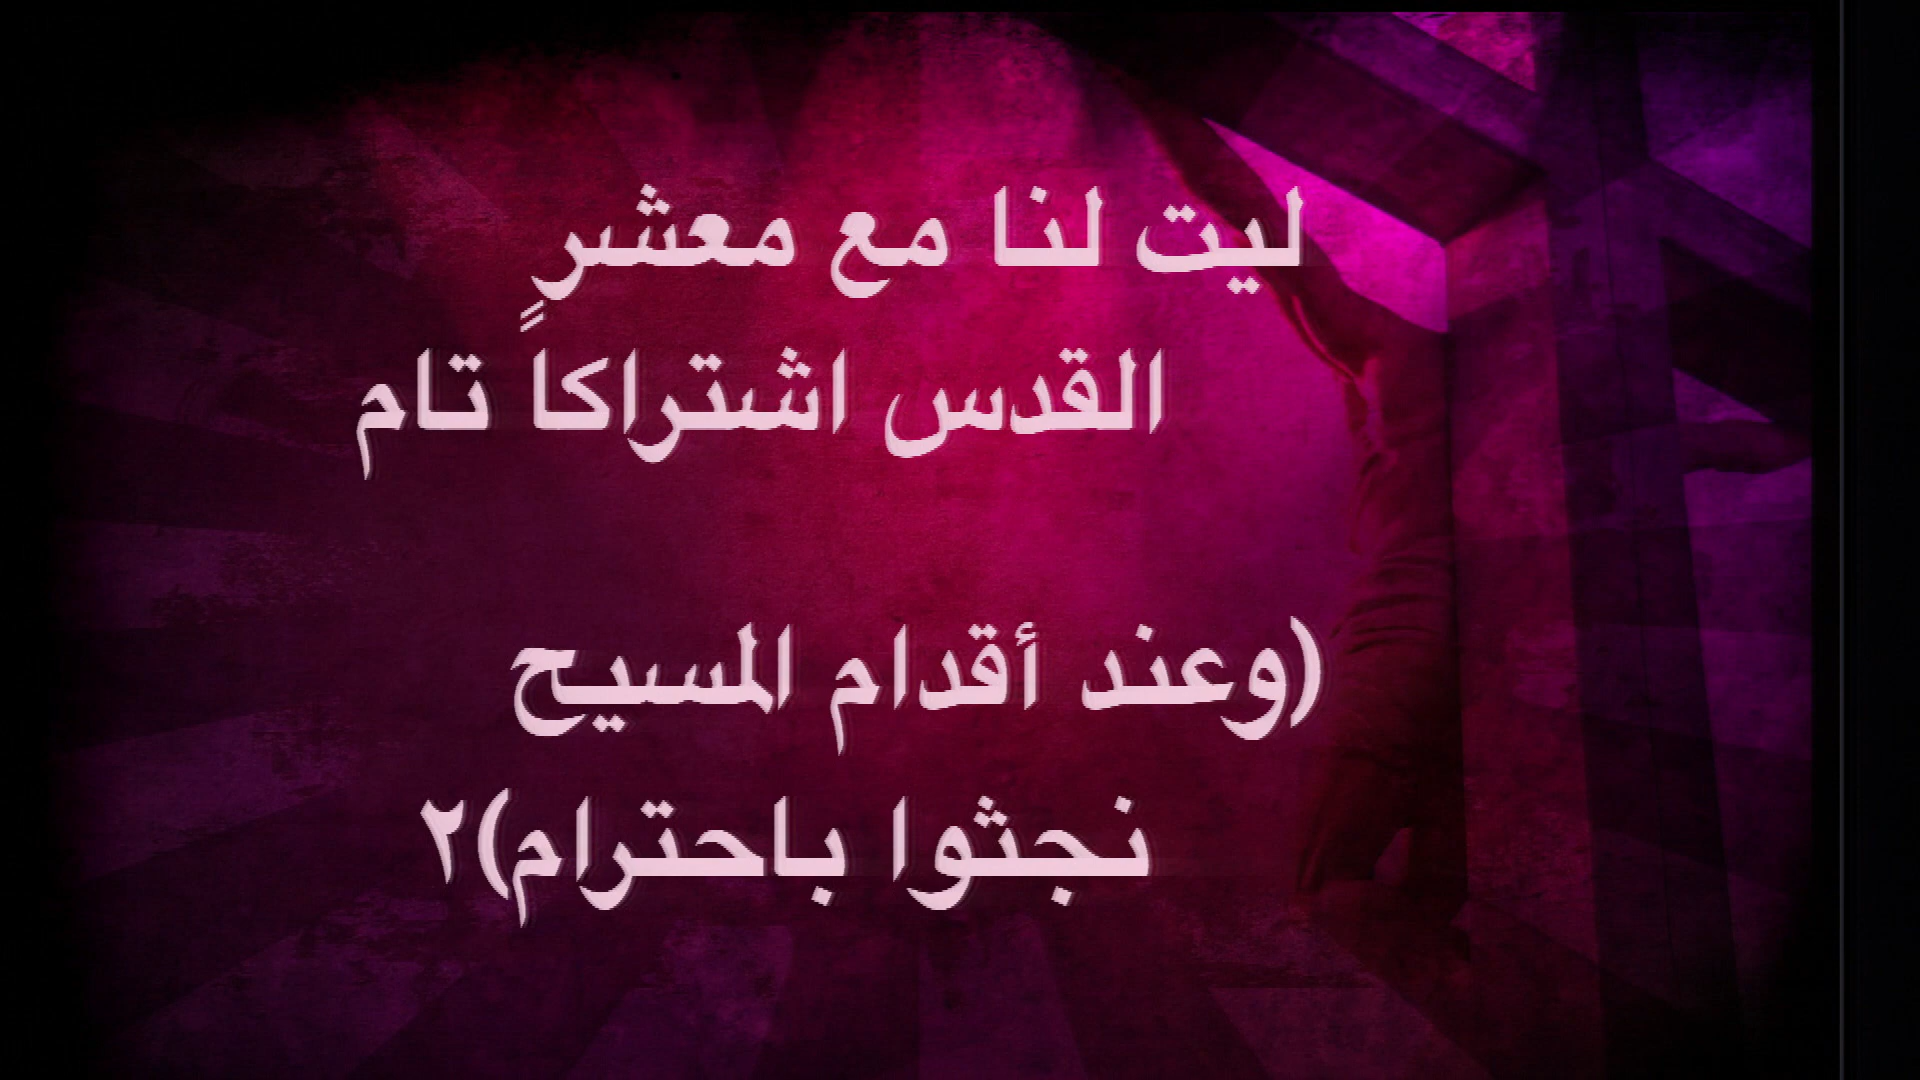 ليت لنا مع معشرٍ
القدس اشتراكاً تام
(وعند أقدام المسيح
نجثوا باحترام)٢